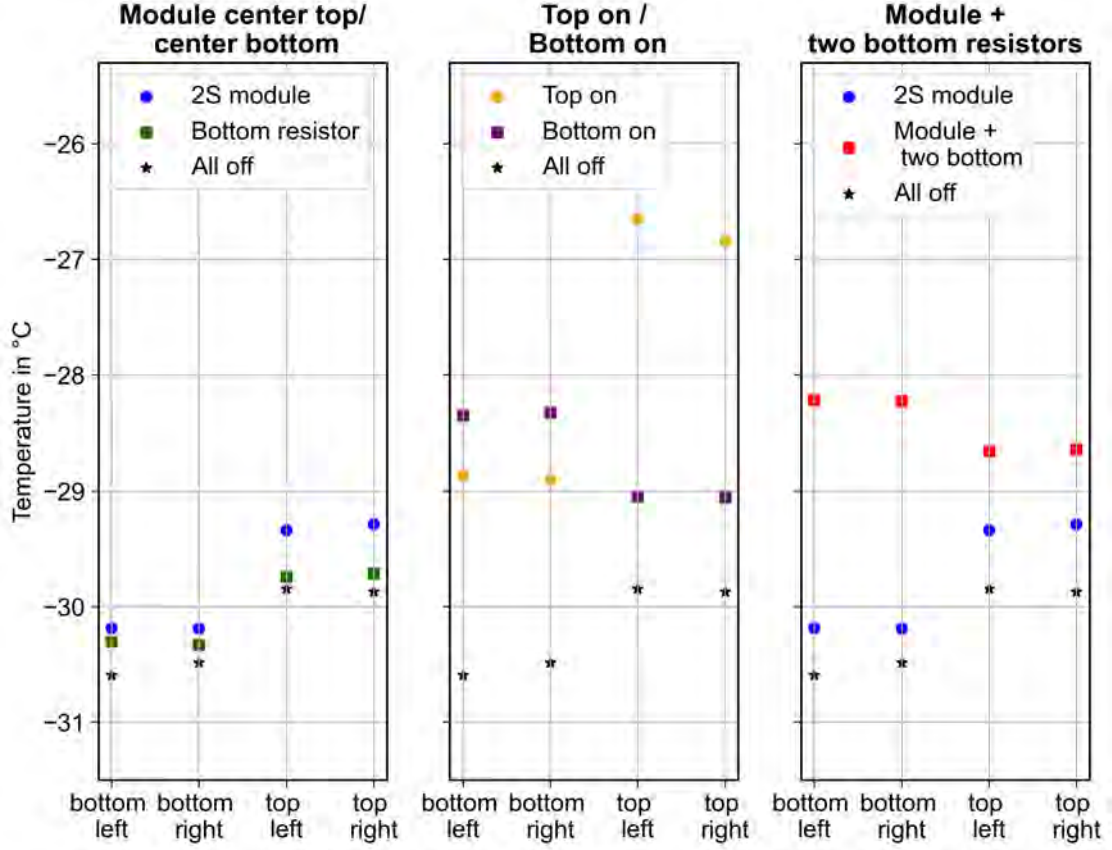 Module center top/
center bottom
Top on /
Bottom on
Module +
two bottom resistors
2S module
Bottom resistor
All off
Top on
Bottom on
All off
2S module
Module +
two bottom
All off
Temperature in °C
−26
−27
−28
−29
−30
−31
bottom left
bottom right
top left
top right
bottom left
bottom right
top left
top right
bottom left
bottom right
top left
top right